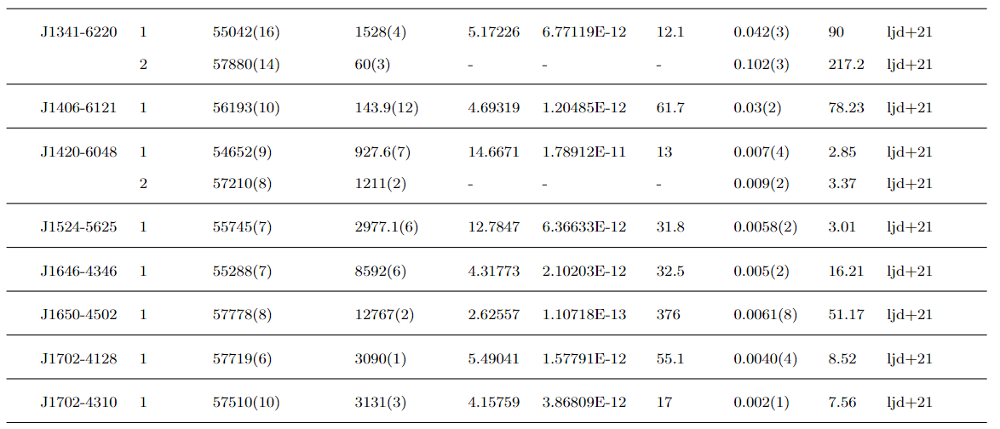 J1341-6220 1 55042(16) 1528(4) 5.17226 6.77119E-12 12.1 0.042(3) 90 ljd+21
2 57880(14) 60(3) - - - 0.102(3) 217.2 ljd+21
J1406-6121 1 56193(10) 143.9(12) 4.69319 1.20485E-12 61.7 0.03(2) 78.23 ljd+21
J1420-6048 1 54652(9) 927.6(7) 14.6671 1.78912E-11 13 0.007(4) 2.85 ljd+21
2 57210(8) 1211(2) - - - 0.009(2) 3.37 ljd+21
J1524-5625 1 55745(7) 2977.1(6) 12.7847 6.36633E-12 31.8 0.0058(2) 3.01 ljd+21
J1646-4346 1 55288(7) 8592(6) 4.31773 2.10203E-12 32.5 0.005(2) 16.21 ljd+21
J1650-4502 1 57778(8) 12767(2) 2.62557 1.10718E-13 376 0.0061(8) 51.17 ljd+21
J1702-4128 1 57719(6) 3090(1) 5.49041 1.57791E-12 55.1 0.0040(4) 8.52 ljd+21
J1702-4310 1 57510(10) 3131(3) 4.15759 3.86809E-12 17 0.002(1) 7.56 ljd+21